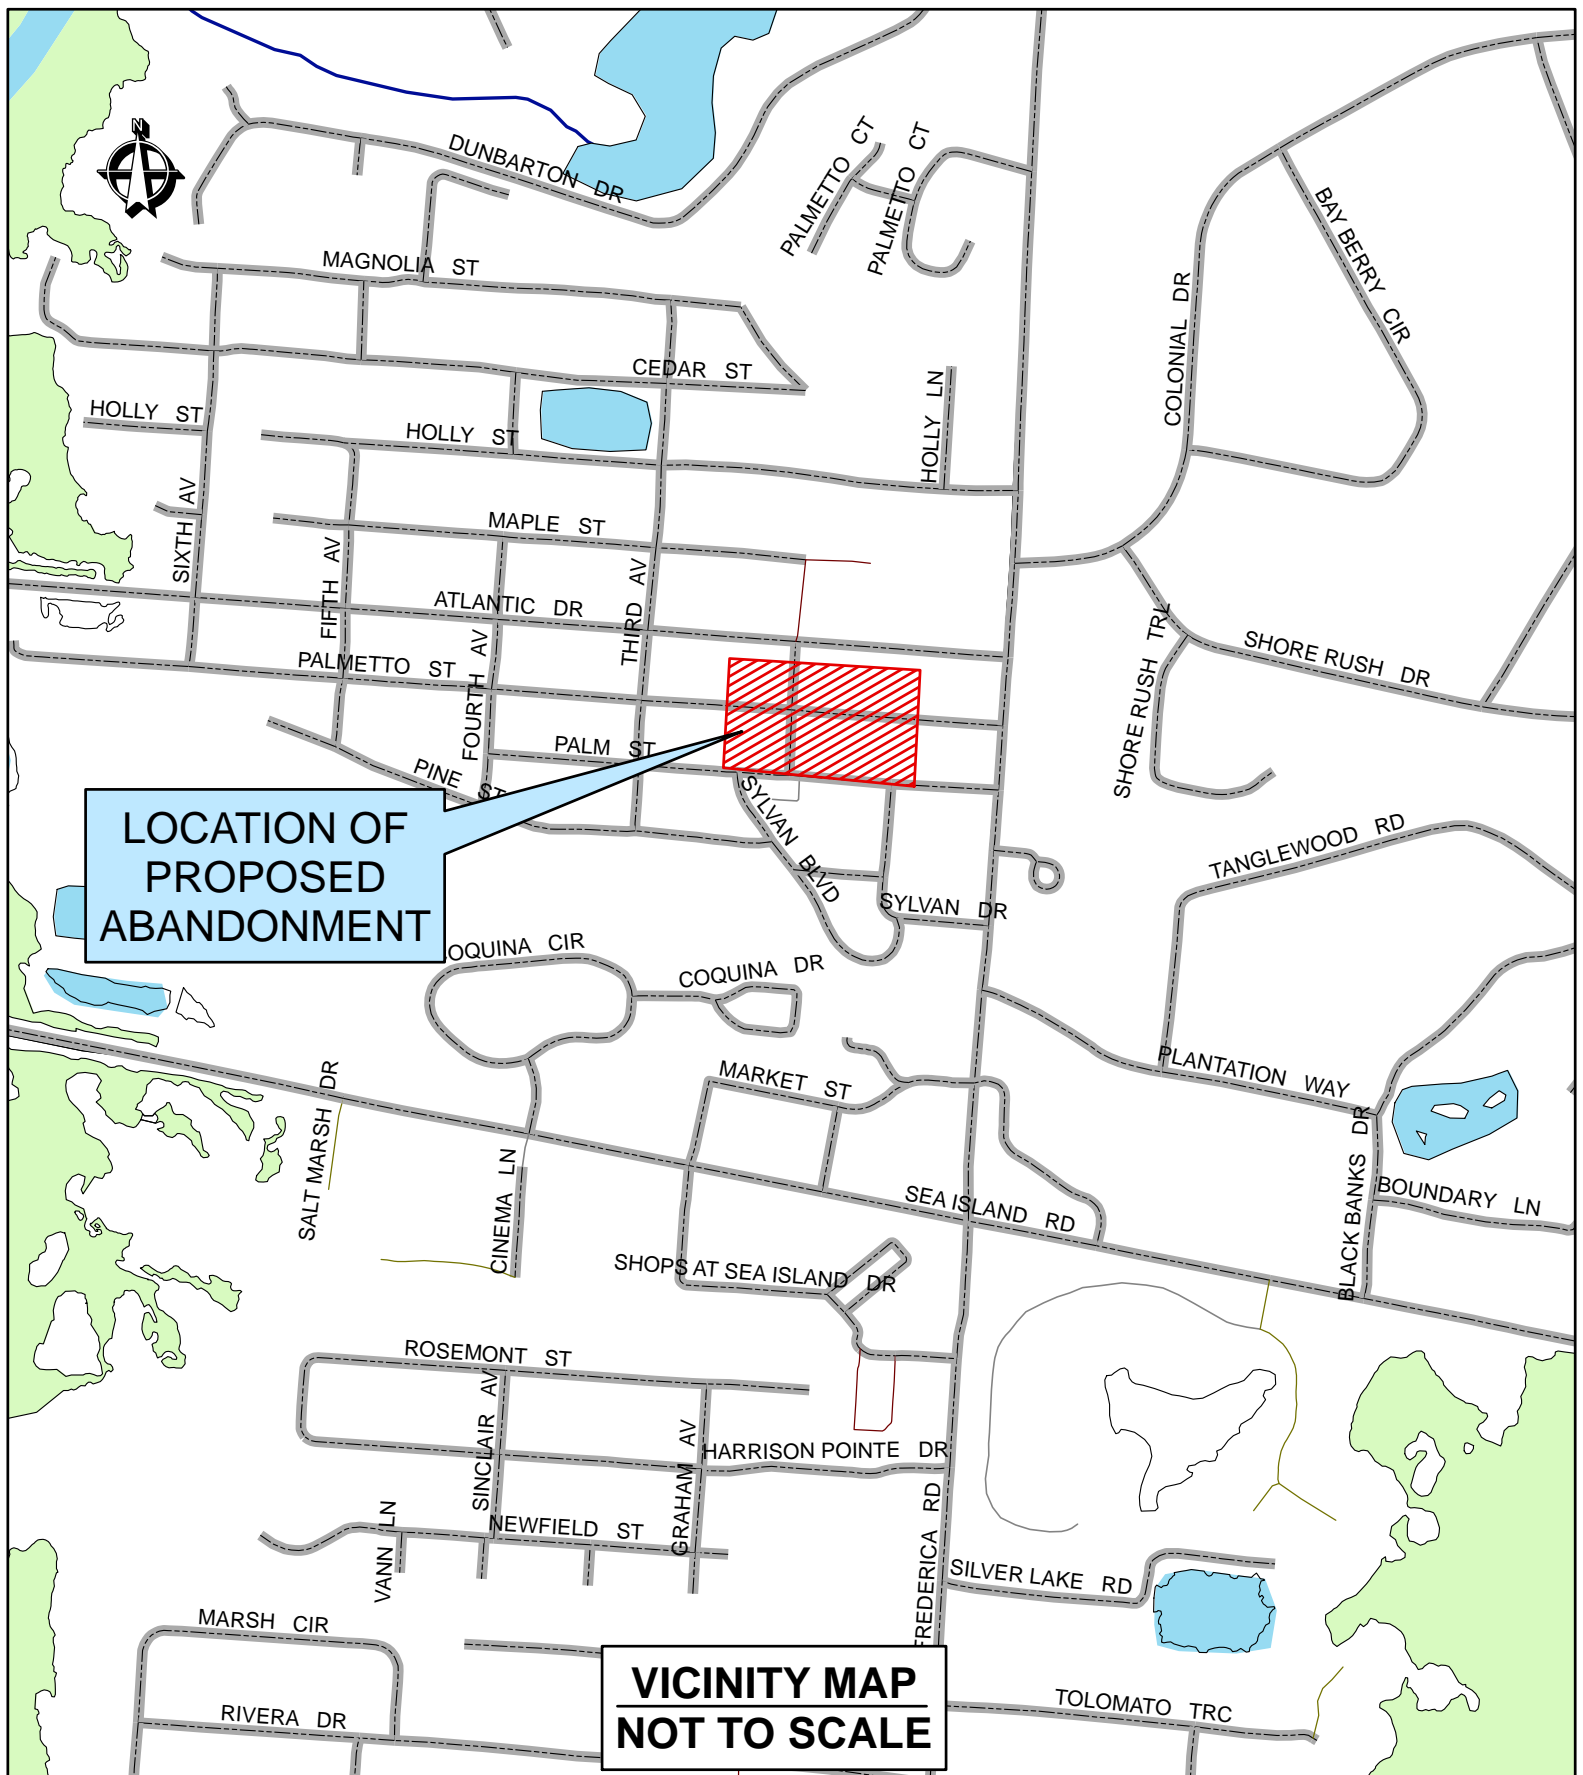 N
DUNBARTON DR
PALMETTO CT
PALMETTO CT
BAY BERRY CIR
MAGNOLIA ST
COLONIAL DR
CEDAR ST
HOLLY LN
HOLLY ST
HOLLY ST
SIXTH AV
MAPLE ST
FIFTH AV
THIRD AV
ATLANTIC DR
FOURTH AV
SHORE RUSH TRL
SHORE RUSH DR
PALMETTO ST
PALM ST
PINE ST
SYLVAN BLVD
LOCATION OF
PROPOSED
ABANDONMENT
TANGLEWOOD RD
SYLVAN DR
OQUINA CIR
COQUINA DR
PLANTATION WAY
MARKET ST
SALT MARSH DR
CINEMA LN
BLACK BANKS DR
BOUNDARY LN
SEA ISLAND RD
SHOPS AT SEA ISLAND DR
ROSEMONT ST
SINCLAIR AV
GRAHAM AV
HARRISON POINTE DR
FREDERICA RD
VANN LN
NEWFIELD ST
SILVER LAKE RD
MARSH CIR
RIVERA DR
TOLOMATO TRC
VICINITY MAP
NOT TO SCALE